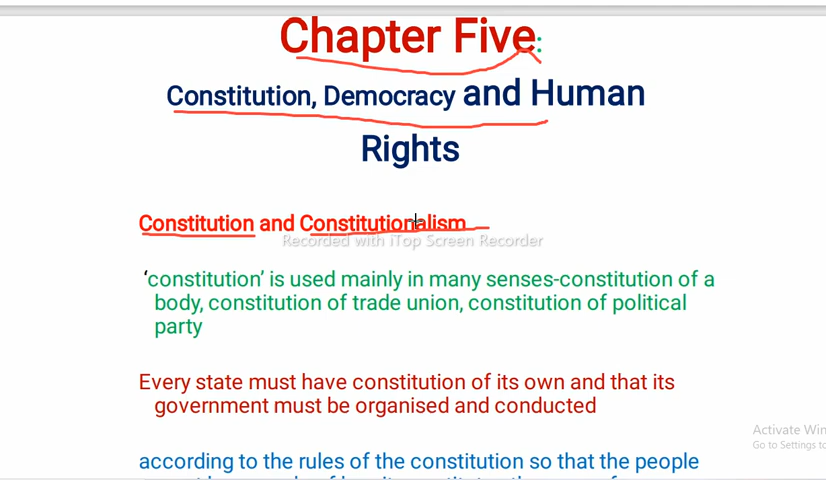 Chapter Five:
Constitution, Democracy and Human
Rights
Constitution and Constitutionalism
Recorded with iTop Screen Recorder
‘constitution’ is used mainly in many senses-constitution of a
body, constitution of trade union, constitution of political
party
Every state must have constitution of its own and that its
government must be organised and conducted
Activate Win
Go to Settings to
according to the rules of the constitution so that the people